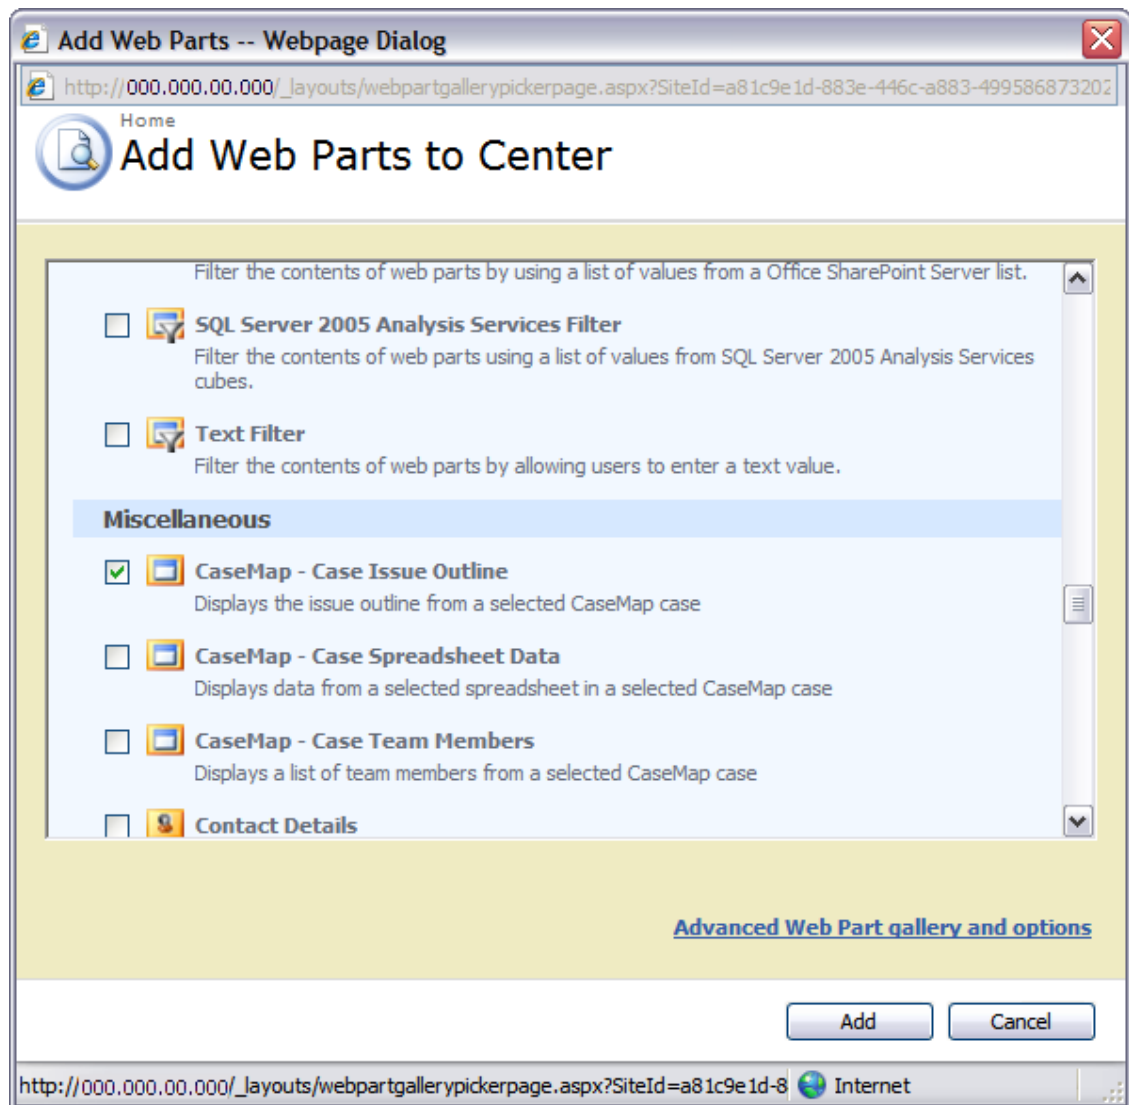 Add Web Parts -- Webpage Dialog
http://000.000.00.000/_layouts/webpartgallerypickerpage.aspx?SiteId=a81c9e1d-883e-446c-a883-499586873202
Home
Add Web Parts to Center
Filter the contents of web parts by using a list of values from a Office SharePoint Server list.
SQL Server 2005 Analysis Services Filter
Filter the contents of web parts using a list of values from SQL Server 2005 Analysis Services
cubes.
Text Filter
Filter the contents of web parts by allowing users to enter a text value.
Miscellaneous
CaseMap - Case Issue Outline
Displays the issue outline from a selected CaseMap case
CaseMap - Case Spreadsheet Data
Displays data from a selected spreadsheet in a selected CaseMap case
CaseMap - Case Team Members
Displays a list of team members from a selected CaseMap case
Contact Details
Advanced Web Part gallery and options
Add Cancel
http://000.000.00.000/_layouts/webpartgallerypickerpage.aspx?SiteId=a81c9e1d-8 Internet